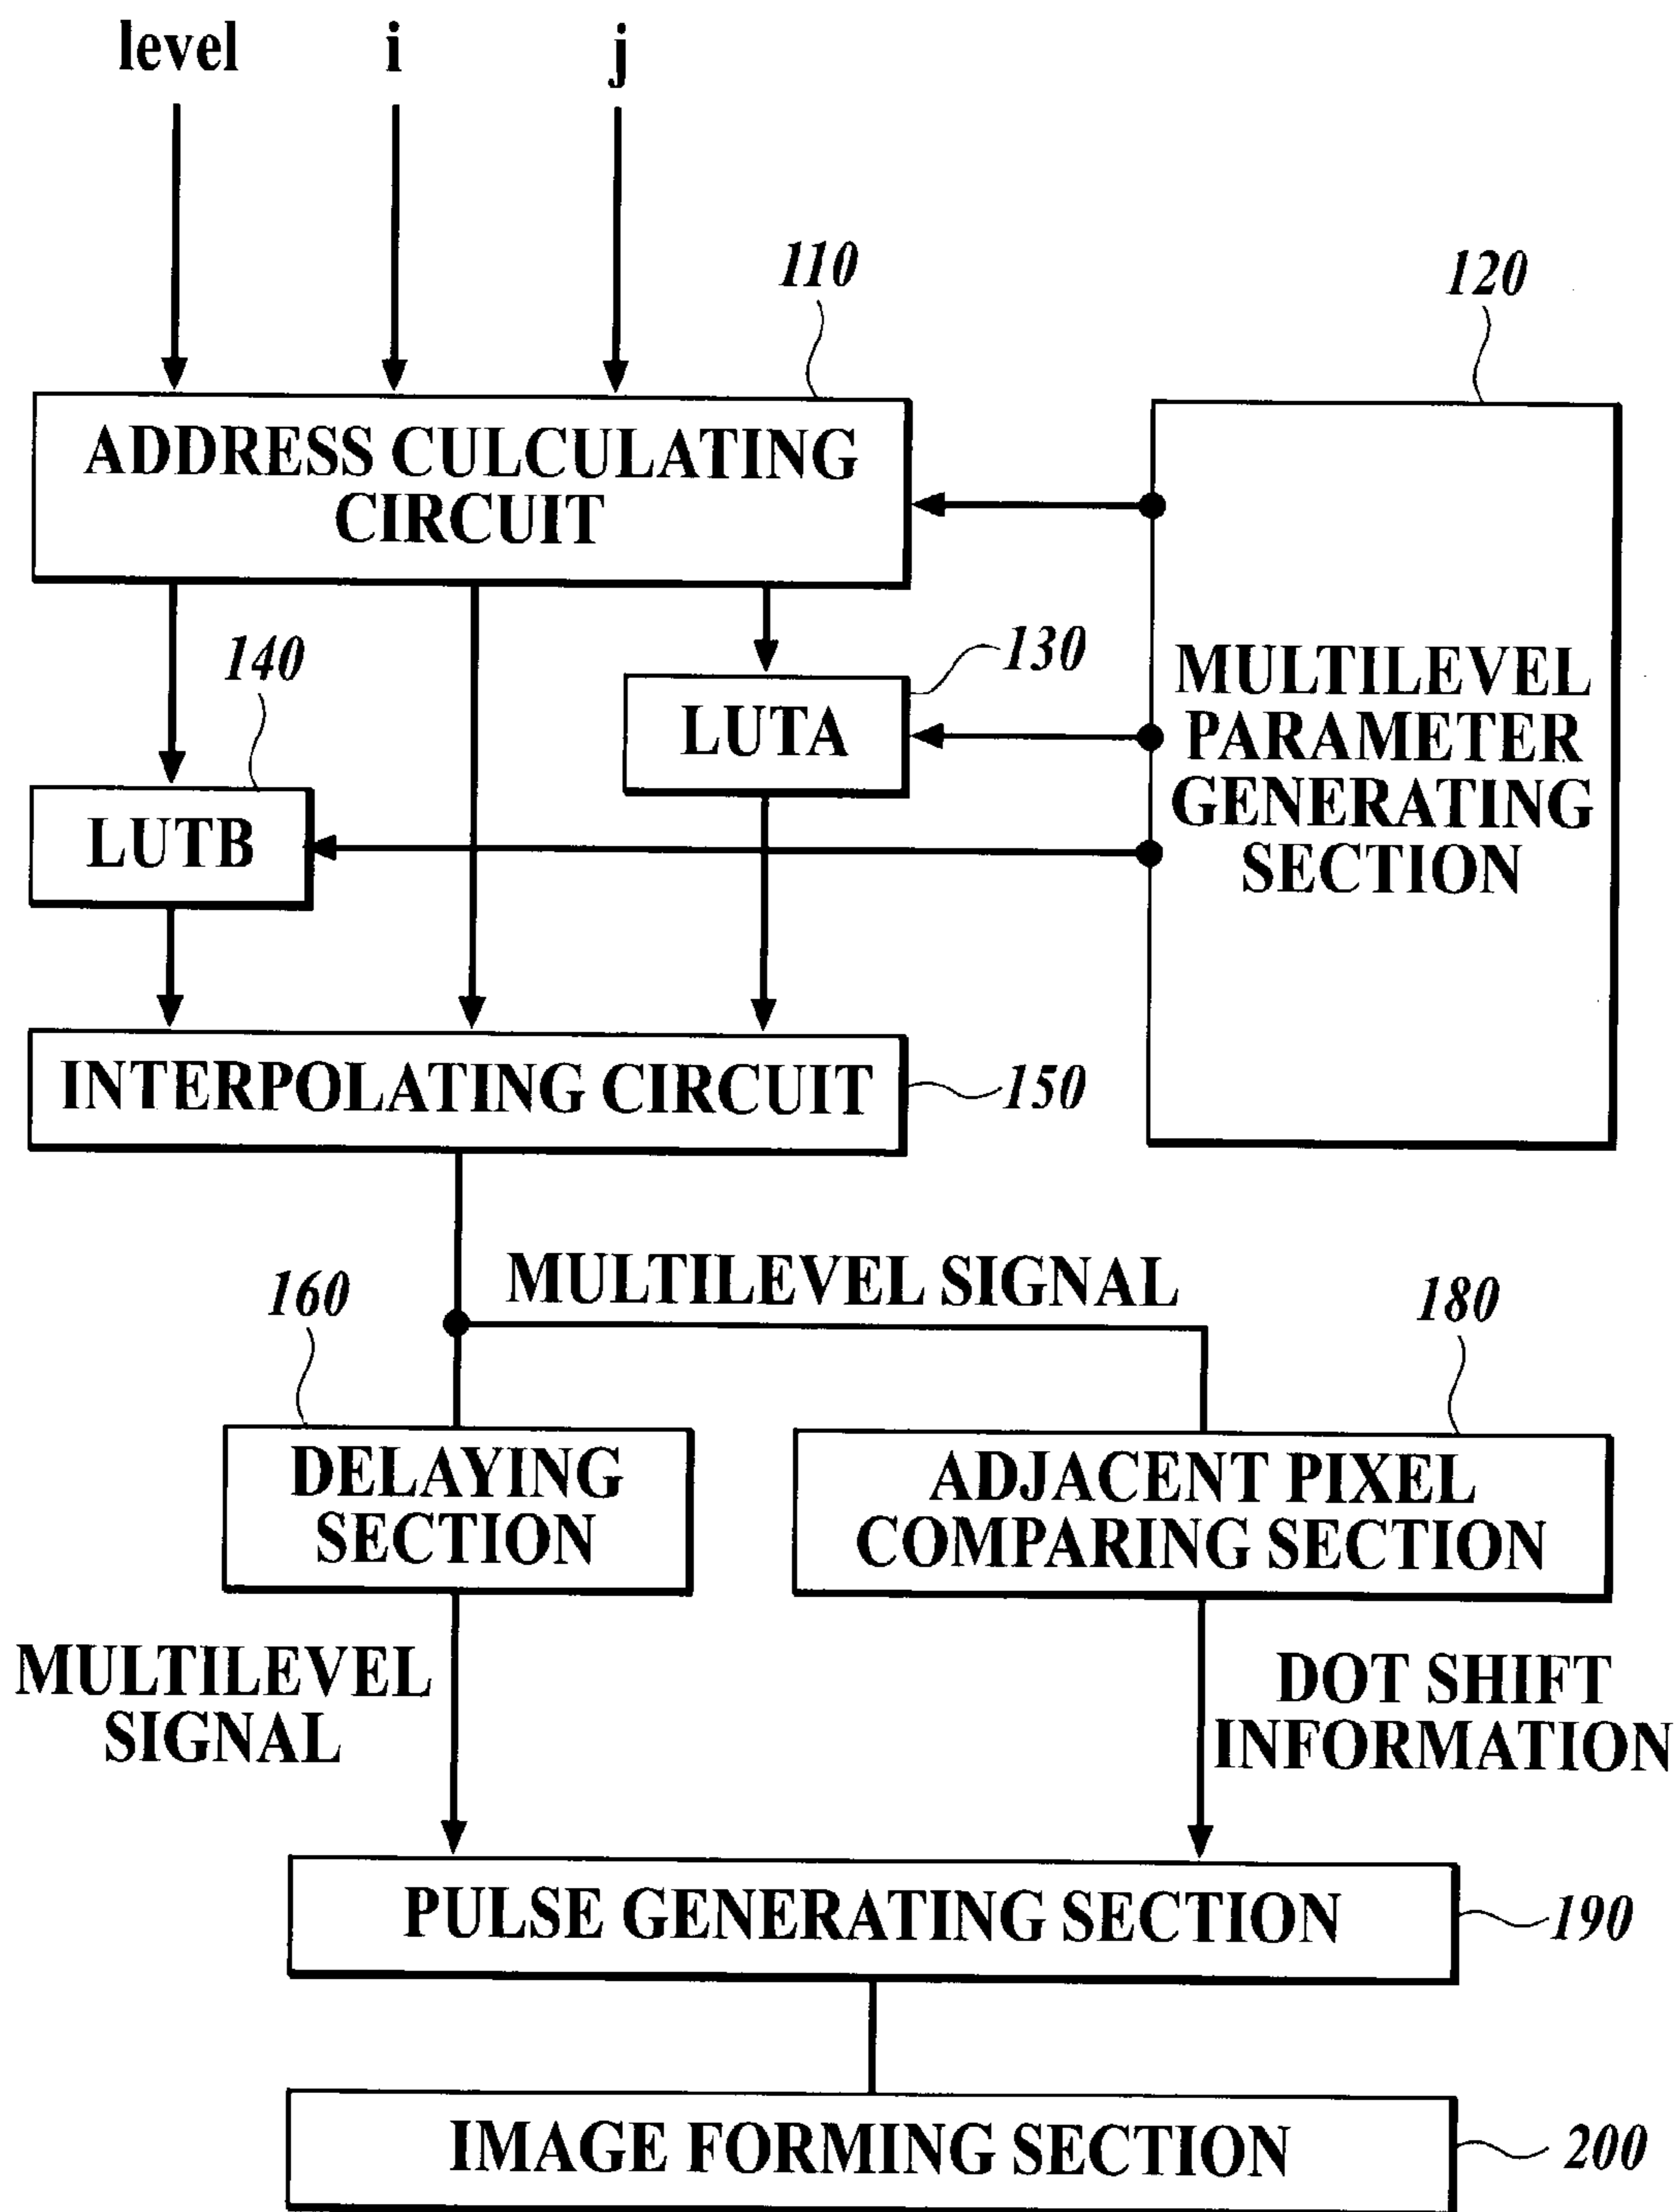 level
i
j
110
120
ADDRESS CULCULATING
CIRCUIT
140
130
LUTA
LUTB
MULTILEVEL
PARAMETER
GENERATING
SECTION
INTERPOLATING CIRCUIT
150
MULTILEVEL SIGNAL
160
180
DELAYING
SECTION
ADJACENT PIXEL
COMPARING SECTION
MULTILEVEL
SIGNAL
DOT SHIFT
INFORMATION
PULSE GENERATING SECTION
190
IMAGE FORMING SECTION
200